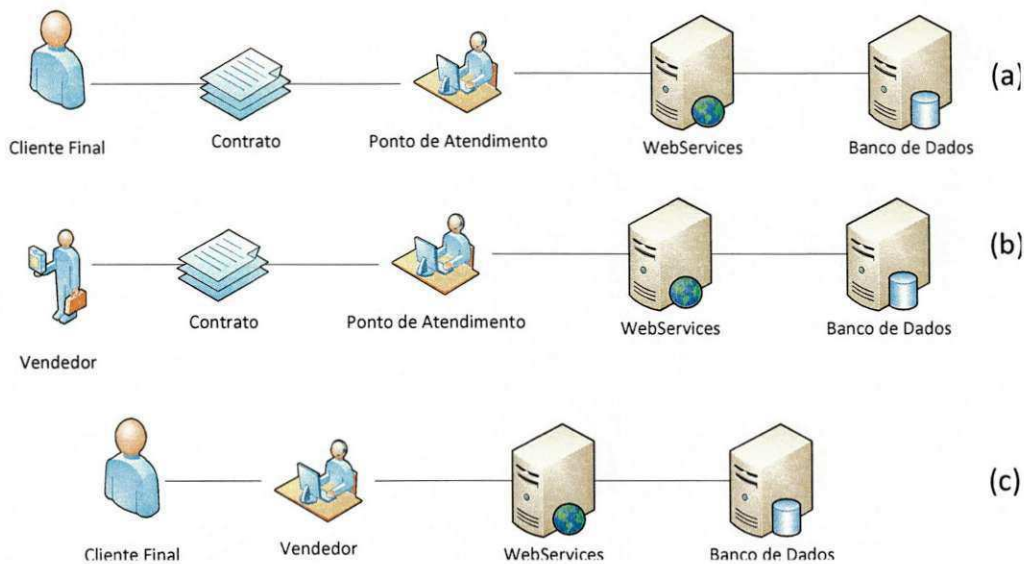 (a)
Cliente Final
Contrato
Ponto de Atendimento
WebServices
Banco de Dados
(b)
Vendedor
Contrato
Ponto de Atendimento
WebServices
Banco de Dados
(c)
Cliente Final
Vendedor
WebServices
Banco de Dados